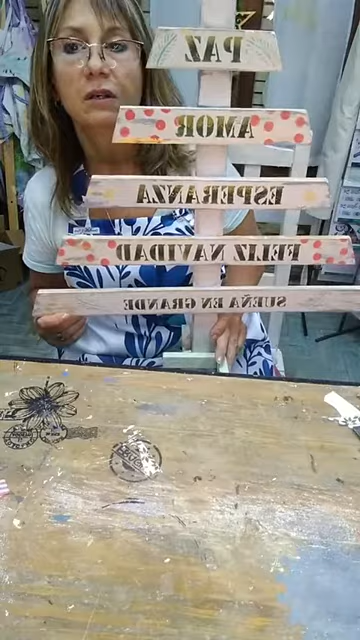 PAZ
AMOR
ESPERANZA
FELIZ NAVIDAD
SUEÑA EN GRANDE